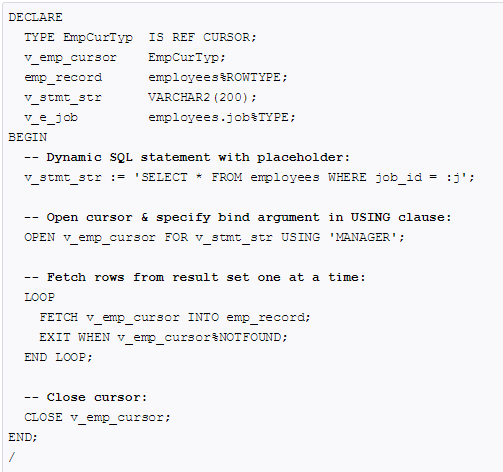 DECLARE
  TYPE EmpCurTyp  IS REF CURSOR;
  v_emp_cursor    EmpCurTyp;
  emp_record      employees%ROWTYPE;
  v_stmt_str      VARCHAR2(200);
  v_e_job         employees.job%TYPE;
BEGIN
  -- Dynamic SQL statement with placeholder:
  v_stmt_str := 'SELECT * FROM employees WHERE job_id = :j';
  -- Open cursor & specify bind argument in USING clause:
  OPEN v_emp_cursor FOR v_stmt_str USING 'MANAGER';
  -- Fetch rows from result set one at a time:
  LOOP
    FETCH v_emp_cursor INTO emp_record;
    EXIT WHEN v_emp_cursor%NOTFOUND;
  END LOOP;
  -- Close cursor:
  CLOSE v_emp_cursor;
END;
/